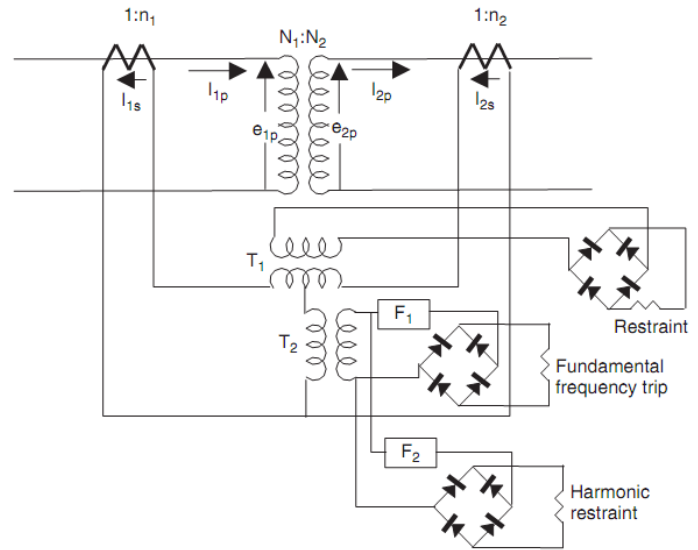 1:n₁
N₁:N₂
1:n₂
I₁ₛ
I₁ₚ
e₁ₚ
e₂ₚ
I₂ₚ
I₂ₛ
T₁
Restraint
T₂
F₁
Fundamental
frequency trip
F₂
Harmonic
restraint